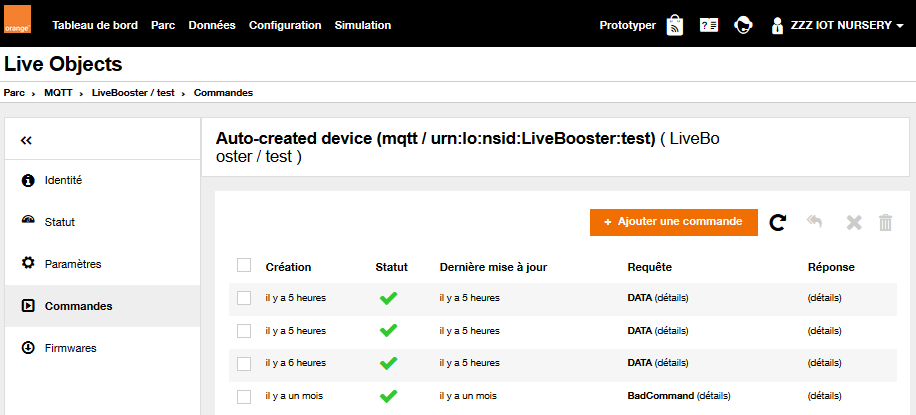 orange™
Tableau de bord Parc Données Configuration Simulation Prototyper ZZZ IOT NURSERY
Live Objects
Parc > MQTT > LiveBooster / test > Commandes
«
Auto-created device (mqtt / urn:lo:nsid:LiveBooster:test) ( LiveBo
oster / test )
Identité
Statut
Paramètres
Commandes
Firmwares
+ Ajouter une commande
Création Statut Dernière mise à jour Requête Réponse
il y a 5 heures il y a 5 heures DATA (détails) (détails)
il y a 5 heures il y a 5 heures DATA (détails) (détails)
il y a 6 heures il y a 5 heures DATA (détails) (détails)
il y a un mois il y a un mois BadCommand (détails) (détails)